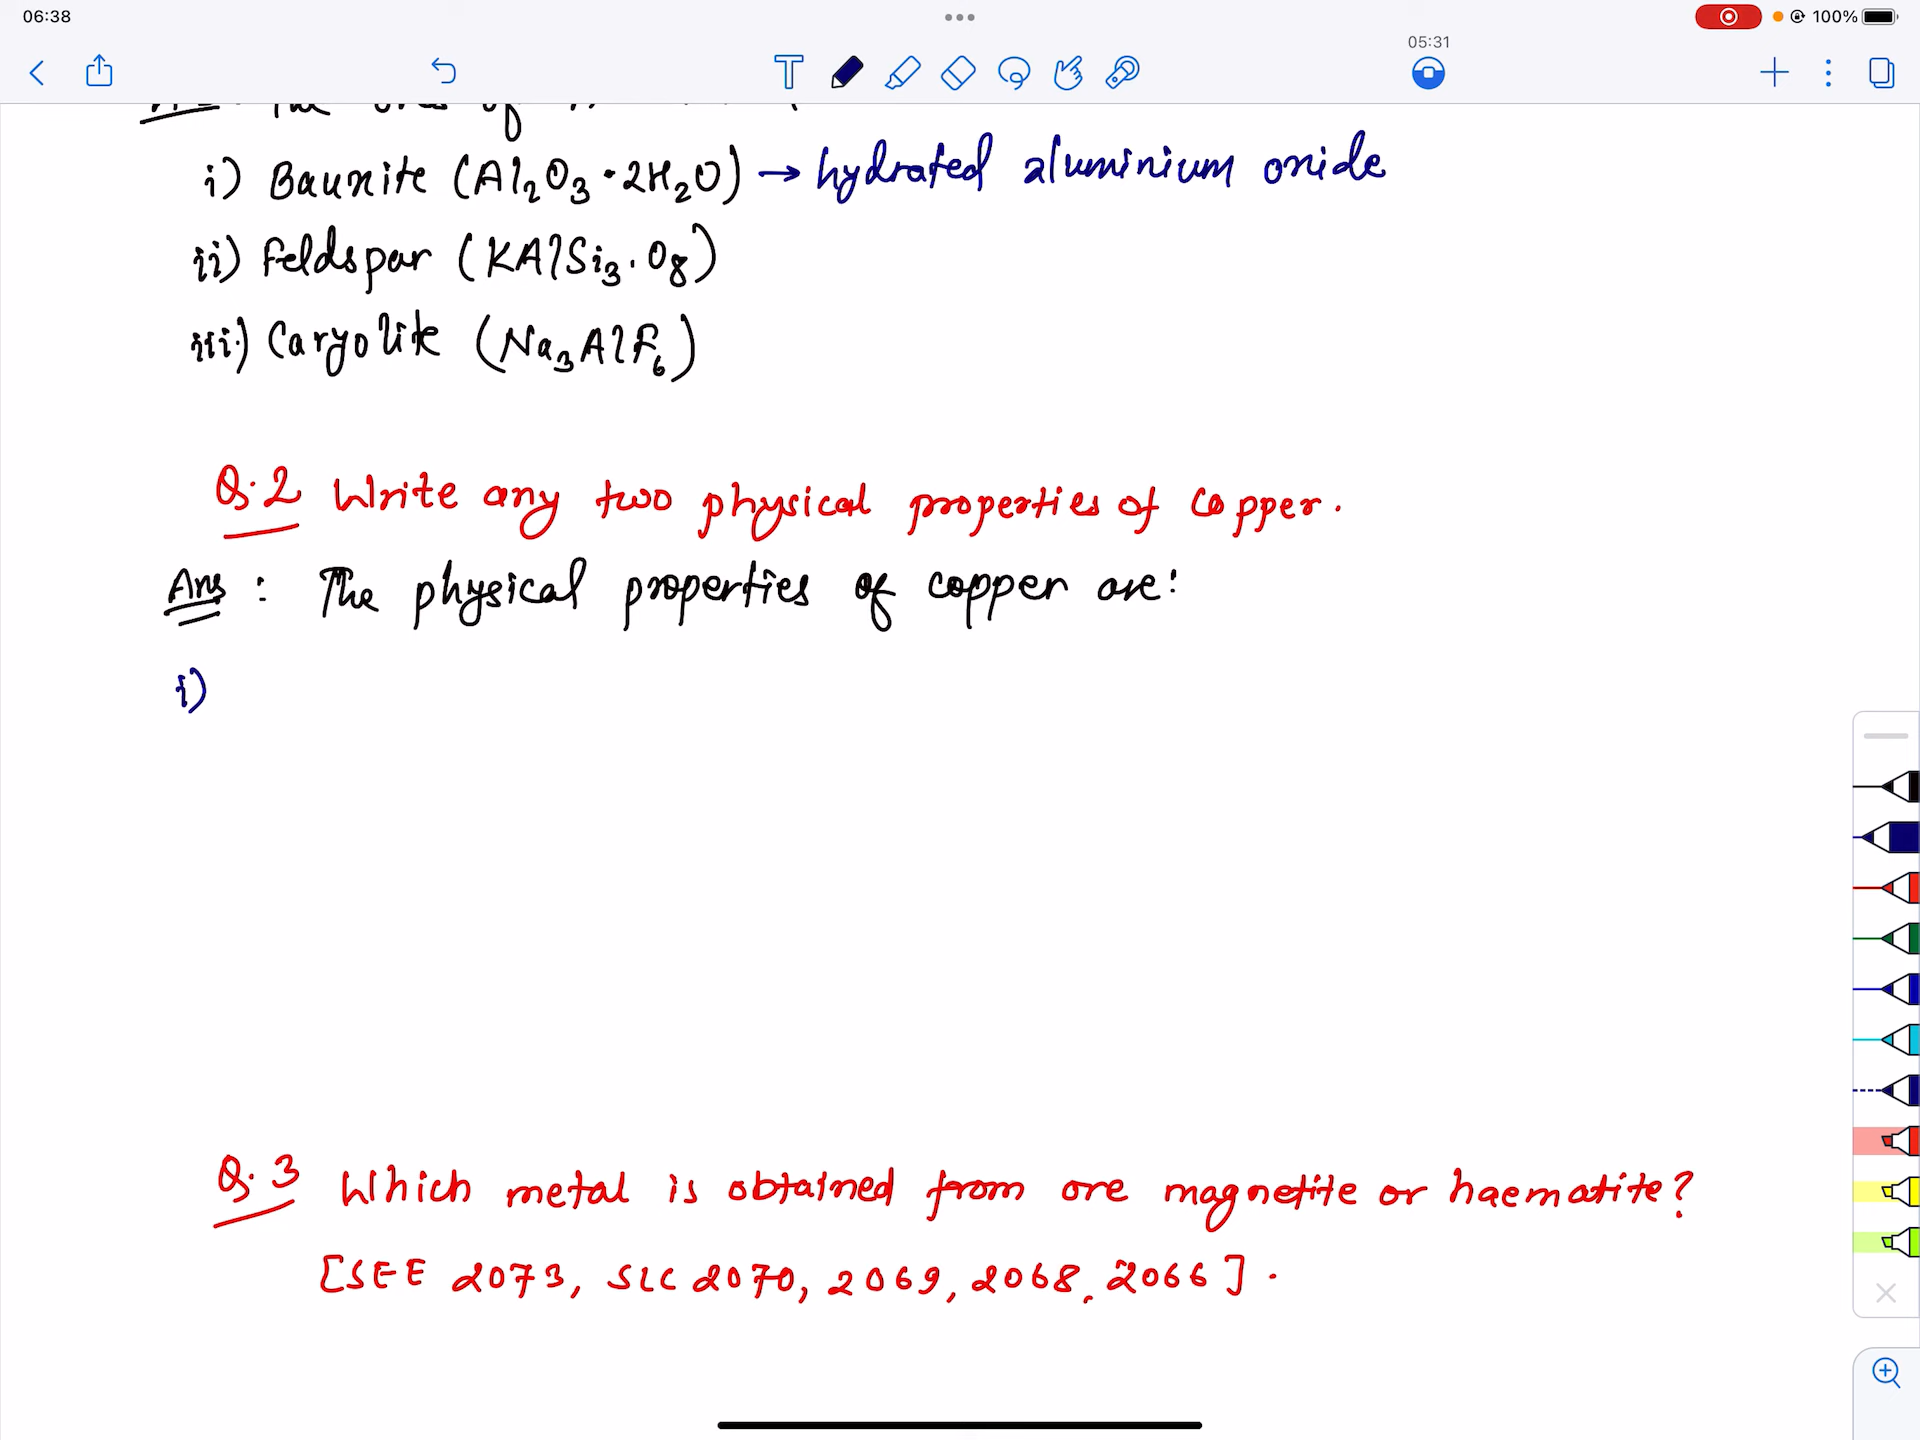 06:38
100%
05:31
i) Bauxite (Al2O3·2H2O) → hydrated aluminium oxide
ii) Feldspar (KAlSi3·O8)
iii) Caryolite (Na3AlF6)
Q.2 Write any two physical properties of copper.
Ans : The physical properties of copper are:
i)
Q.3 Which metal is obtained from ore magnetite or haematite?
[SEE 2073, SLC 2070, 2069, 2068, 2066].